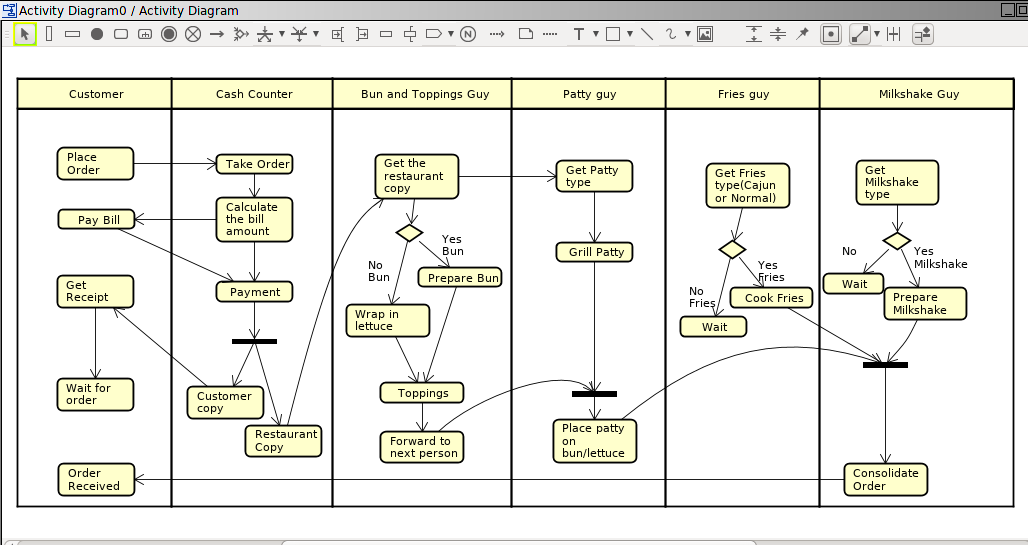 Activity Diagram0 / Activity Diagram
Customer
Cash Counter
Bun and Toppings Guy
Patty guy
Fries guy
Milkshake Guy
Place
Order
Take Order
Get the
restaurant
copy
Get Patty
type
Get Fries
type(Cajun
or Normal)
Get
Milkshake
type
Pay Bill
Calculate
the bill
amount
Yes
Bun
No
Bun
Grill Patty
Yes
Fries
No
Fries
No
Yes
Milkshake
Get
Receipt
Payment
Prepare Bun
Wrap in
lettuce
Cook Fries
Wait
Wait
Prepare
Milkshake
Wait for
order
Customer
copy
Toppings
Restaurant
Copy
Forward to
next person
Place patty
on
bun/lettuce
Order
Received
Consolidate
Order
N
T